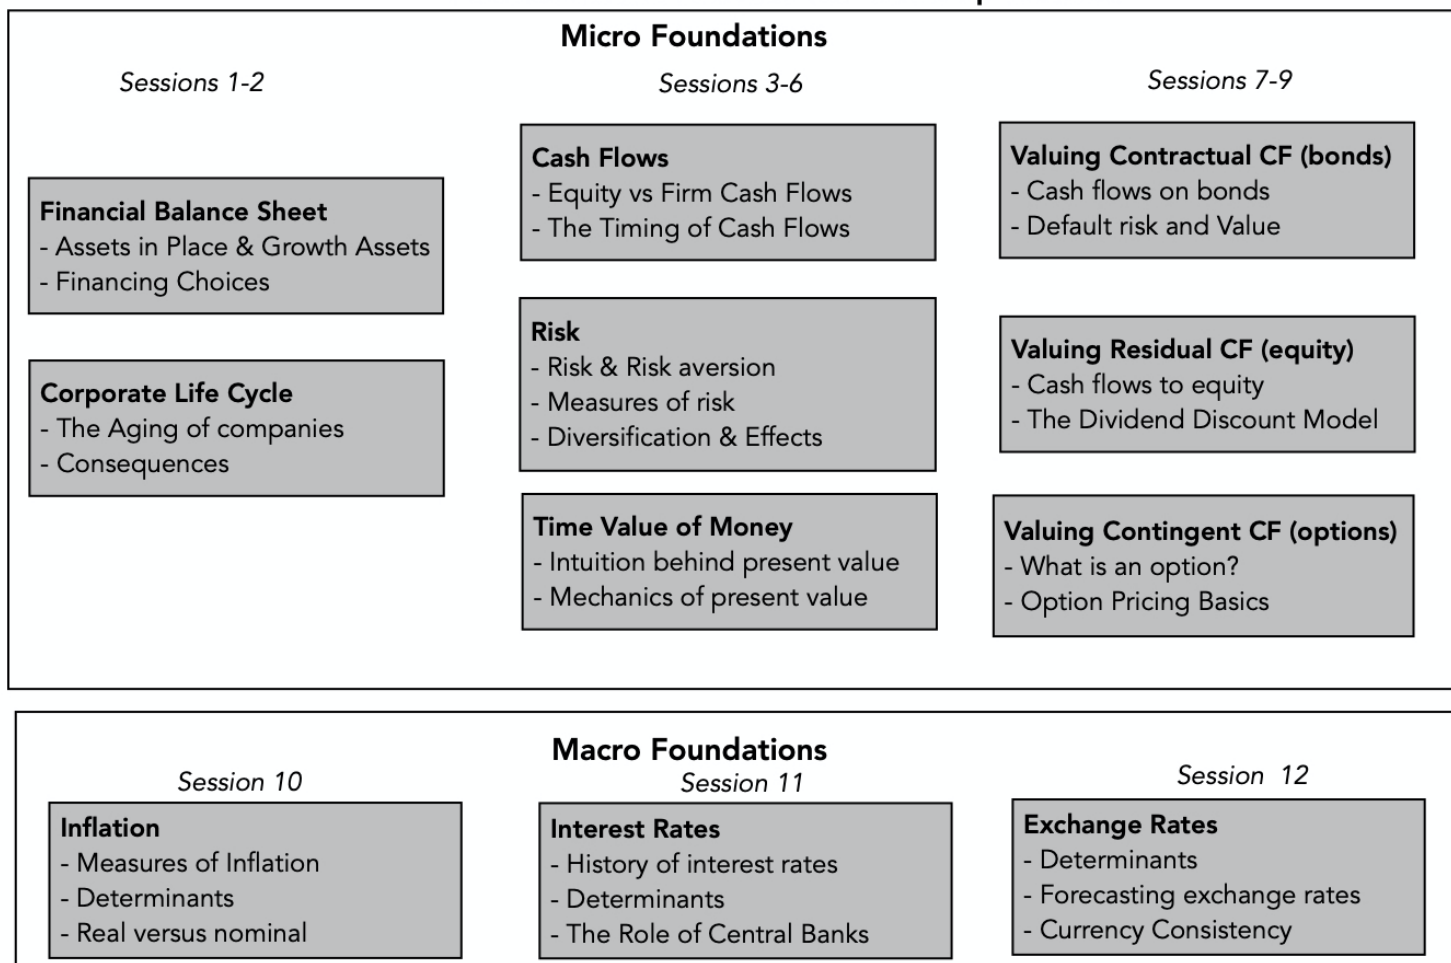 Micro Foundations
Sessions 1-2
Financial Balance Sheet
- Assets in Place & Growth Assets
- Financing Choices
Corporate Life Cycle
- The Aging of companies
- Consequences
Sessions 3-6
Cash Flows
- Equity vs Firm Cash Flows
- The Timing of Cash Flows
Risk
- Risk & Risk aversion
- Measures of risk
- Diversification & Effects
Time Value of Money
- Intuition behind present value
- Mechanics of present value
Sessions 7-9
Valuing Contractual CF (bonds)
- Cash flows on bonds
- Default risk and Value
Valuing Residual CF (equity)
- Cash flows to equity
- The Dividend Discount Model
Valuing Contingent CF (options)
- What is an option?
- Option Pricing Basics
Macro Foundations
Session 10
Inflation
- Measures of Inflation
- Determinants
- Real versus nominal
Session 11
Interest Rates
- History of interest rates
- Determinants
- The Role of Central Banks
Session 12
Exchange Rates
- Determinants
- Forecasting exchange rates
- Currency Consistency